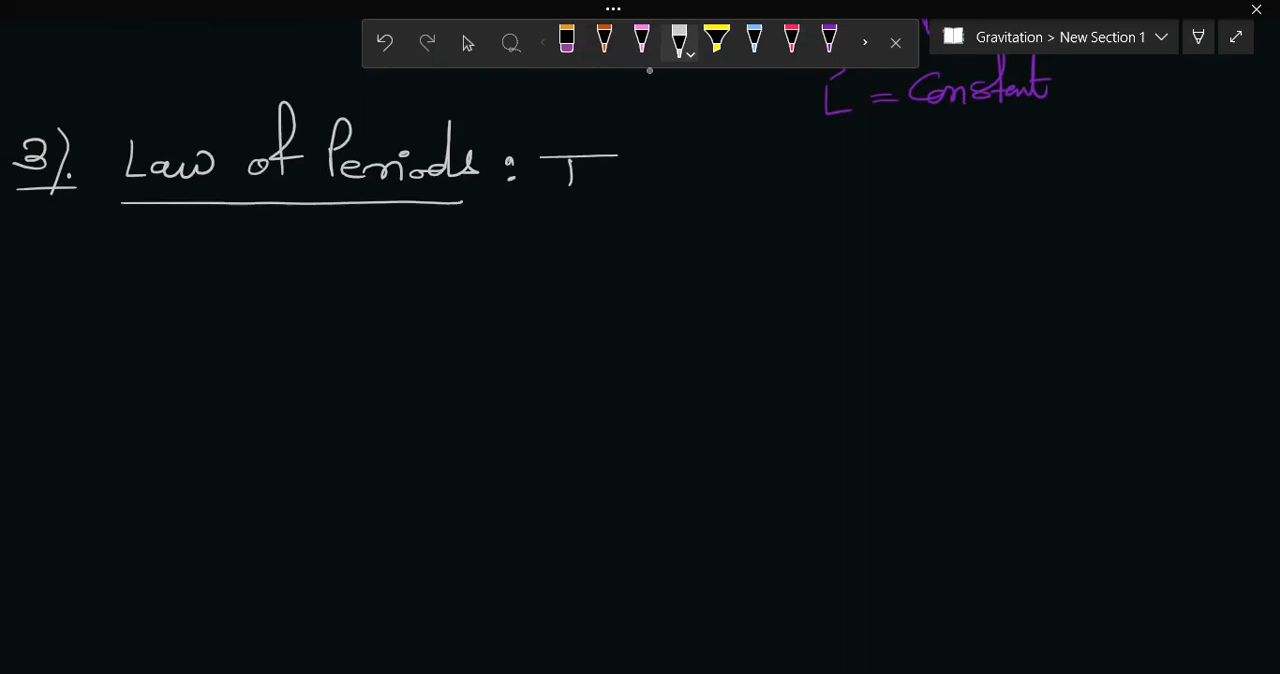 Gravitation > New Section 1
L = Constant
3). Law of Periods : T